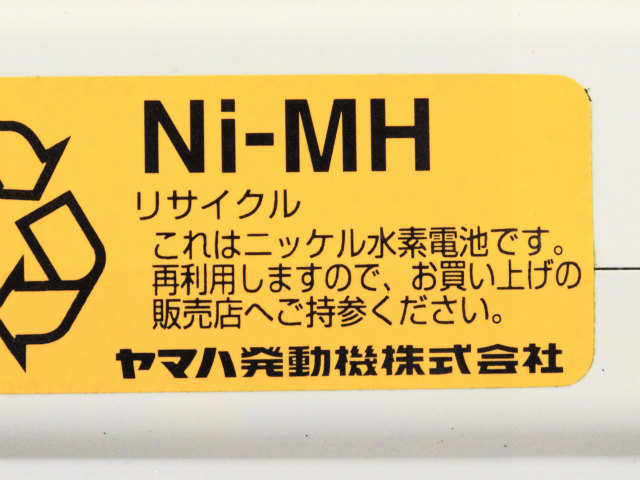 Ni-MH
リサイクル
これはニッケル水素電池です。
再利用しますので、お買い上げの
販売店へご持参ください。
ヤマハ発動機株式会社